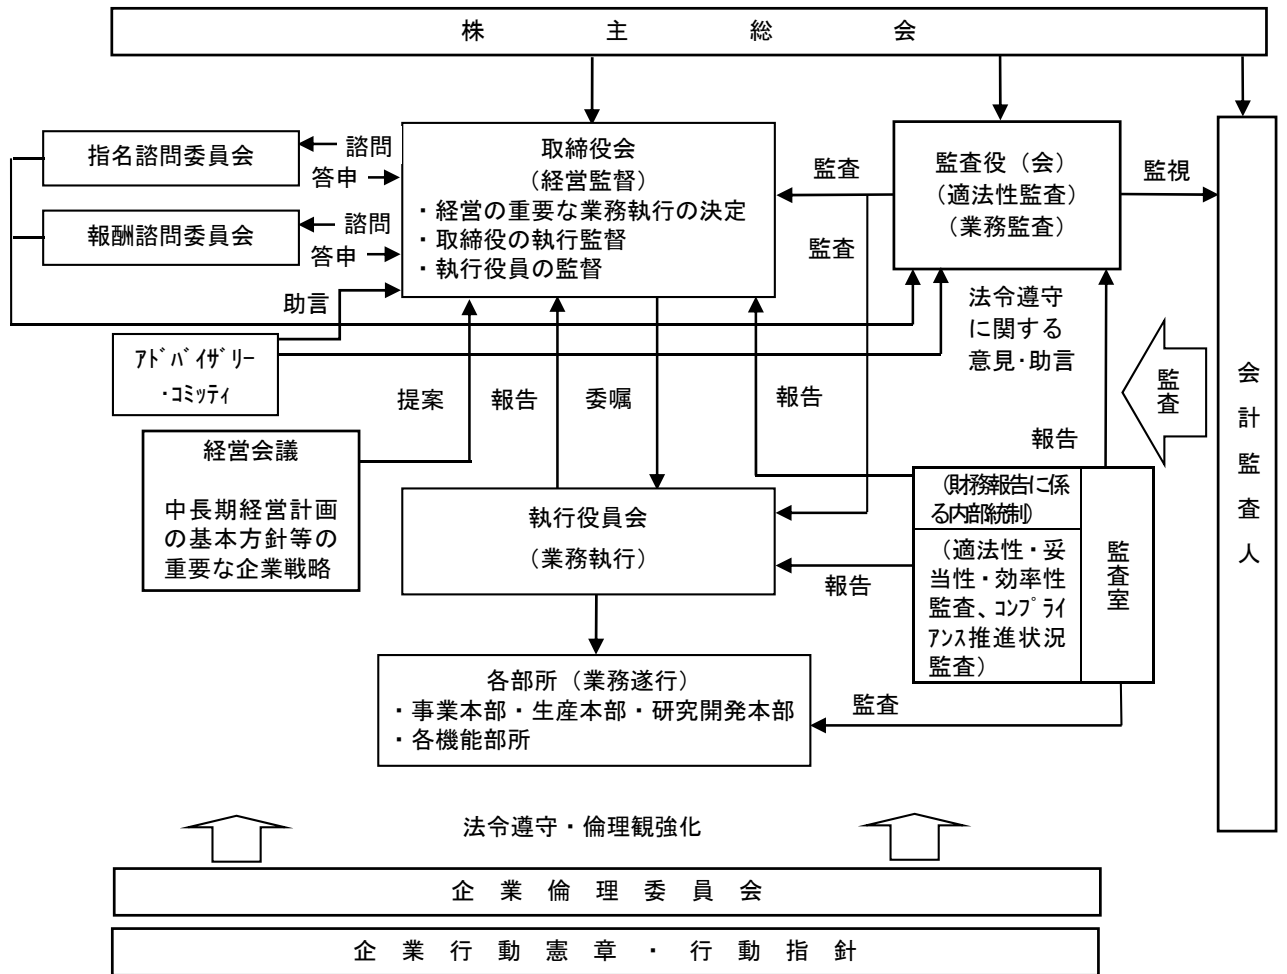 株主総会
指名諮問委員会
諮問
答申
報酬諮問委員会
諮問
答申
助言
取締役会
(経営監督)
・経営の重要な業務執行の決定
・取締役の執行監督
・執行役員の監督
監査
監査
監査役(会)
(適法性監査)
(業務監査)
監視
法令遵守
に関する
意見・助言
ｱﾄﾞﾊﾞｲｻﾞﾘｰ
・ｺﾐｯﾃｨ
提案
報告
委嘱
報告
報告
監査
会計監査人
経営会議
中長期経営計画
の基本方針等の
重要な企業戦略
執行役員会
(業務執行)
報告
(財務報告に係
る内部統制)
(適法性・妥
当性・効率性
監査、ｺﾝﾌﾟﾗｲ
ｱﾝｽ推進状況
監査)
監査室
各部所(業務遂行)
・事業本部・生産本部・研究開発本部
・各機能部所
監査
法令遵守・倫理観強化
企業倫理委員会
企業行動憲章・行動指針